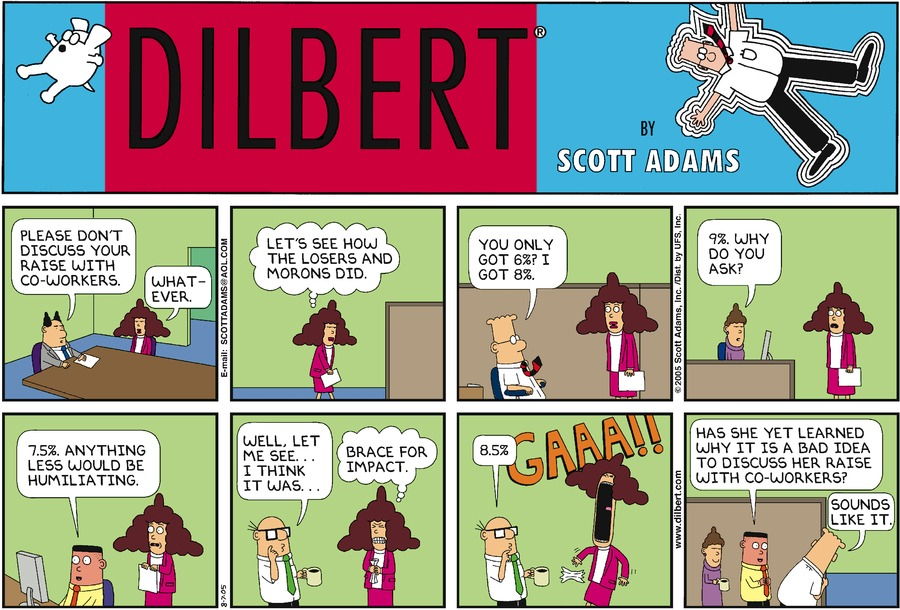 DILBERT®
BY
SCOTT ADAMS
PLEASE DON'T
DISCUSS YOUR
RAISE WITH
CO-WORKERS.
WHAT-
EVER.
E-mail: SCOTTADAMS@AOL.COM
LET'S SEE HOW
THE LOSERS AND
MORONS DID.
YOU ONLY
GOT 6%? I
GOT 8%.
© 2005 Scott Adams, Inc. /Dist. by UFS, Inc.
9%. WHY
DO YOU
ASK?
7.5%. ANYTHING
LESS WOULD BE
HUMILIATING.
8-7-05
WELL, LET
ME SEE...
I THINK
IT WAS...
BRACE FOR
IMPACT.
8.5%
GAAA!!
www.dilbert.com
HAS SHE YET LEARNED
WHY IT IS A BAD IDEA
TO DISCUSS HER RAISE
WITH CO-WORKERS?
SOUNDS
LIKE IT.